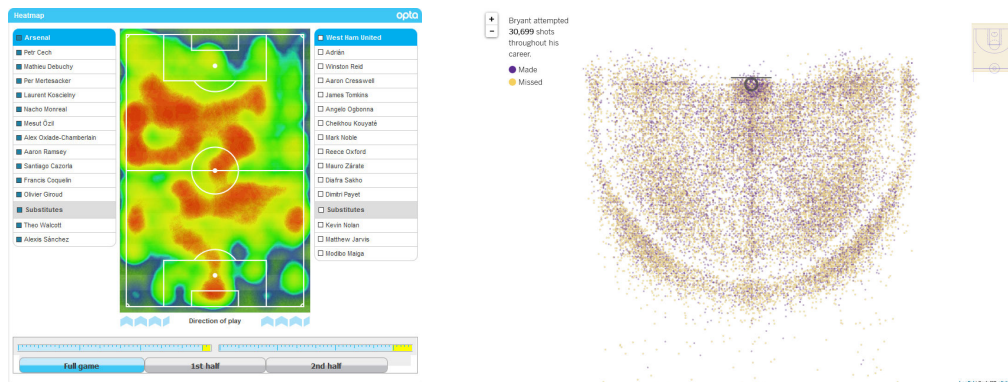 Heatmap
opta
Arsenal
Petr Cech
Mathieu Debuchy
Per Mertesacker
Laurent Koscielny
Nacho Monreal
Mesut Özil
Alex Oxlade-Chamberlain
Aaron Ramsey
Santiago Cazorla
Francis Coquelin
Olivier Giroud
Substitutes
Theo Walcott
Alexis Sánchez
West Ham United
Adrián
Winston Reid
Aaron Cresswell
James Tomkins
Angelo Ogbonna
Cheikhou Kouyaté
Mark Noble
Reece Oxford
Mauro Zárate
Diafra Sakho
Dimitri Payet
Substitutes
Kevin Nolan
Matthew Jarvis
Modibo Maiga
Direction of play
Full game
1st half
2nd half
+
−
Bryant attempted
30,699 shots
throughout his
career.
Made
Missed